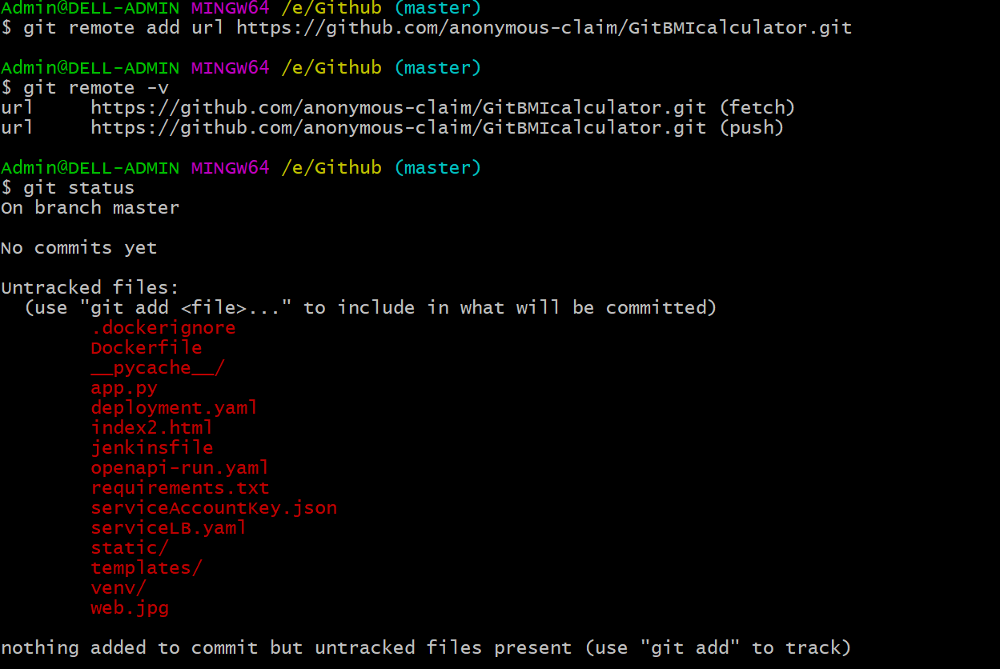 Admin@DELL-ADMIN MINGW64 /e/Github (master)
$ git remote add url https://github.com/anonymous-claim/GitBMIcalculator.git
Admin@DELL-ADMIN MINGW64 /e/Github (master)
$ git remote -v
url https://github.com/anonymous-claim/GitBMIcalculator.git (fetch)
url https://github.com/anonymous-claim/GitBMIcalculator.git (push)
Admin@DELL-ADMIN MINGW64 /e/Github (master)
$ git status
On branch master
No commits yet
Untracked files:
(use "git add <file>..." to include in what will be committed)
.dockerignore
Dockerfile
__pycache__/
app.py
deployment.yaml
index2.html
jenkinsfile
openapi-run.yaml
requirements.txt
serviceAccountKey.json
serviceLB.yaml
static/
templates/
venv/
web.jpg
nothing added to commit but untracked files present (use "git add" to track)